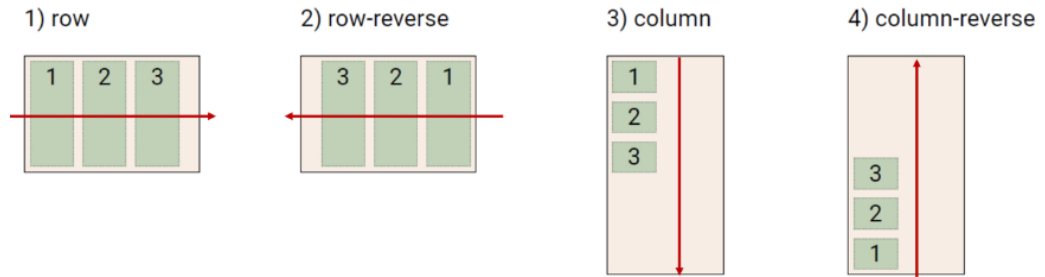 1) row
1 2 3
2) row-reverse
3 2 1
3) column
1
2
3
4) column-reverse
3
2
1